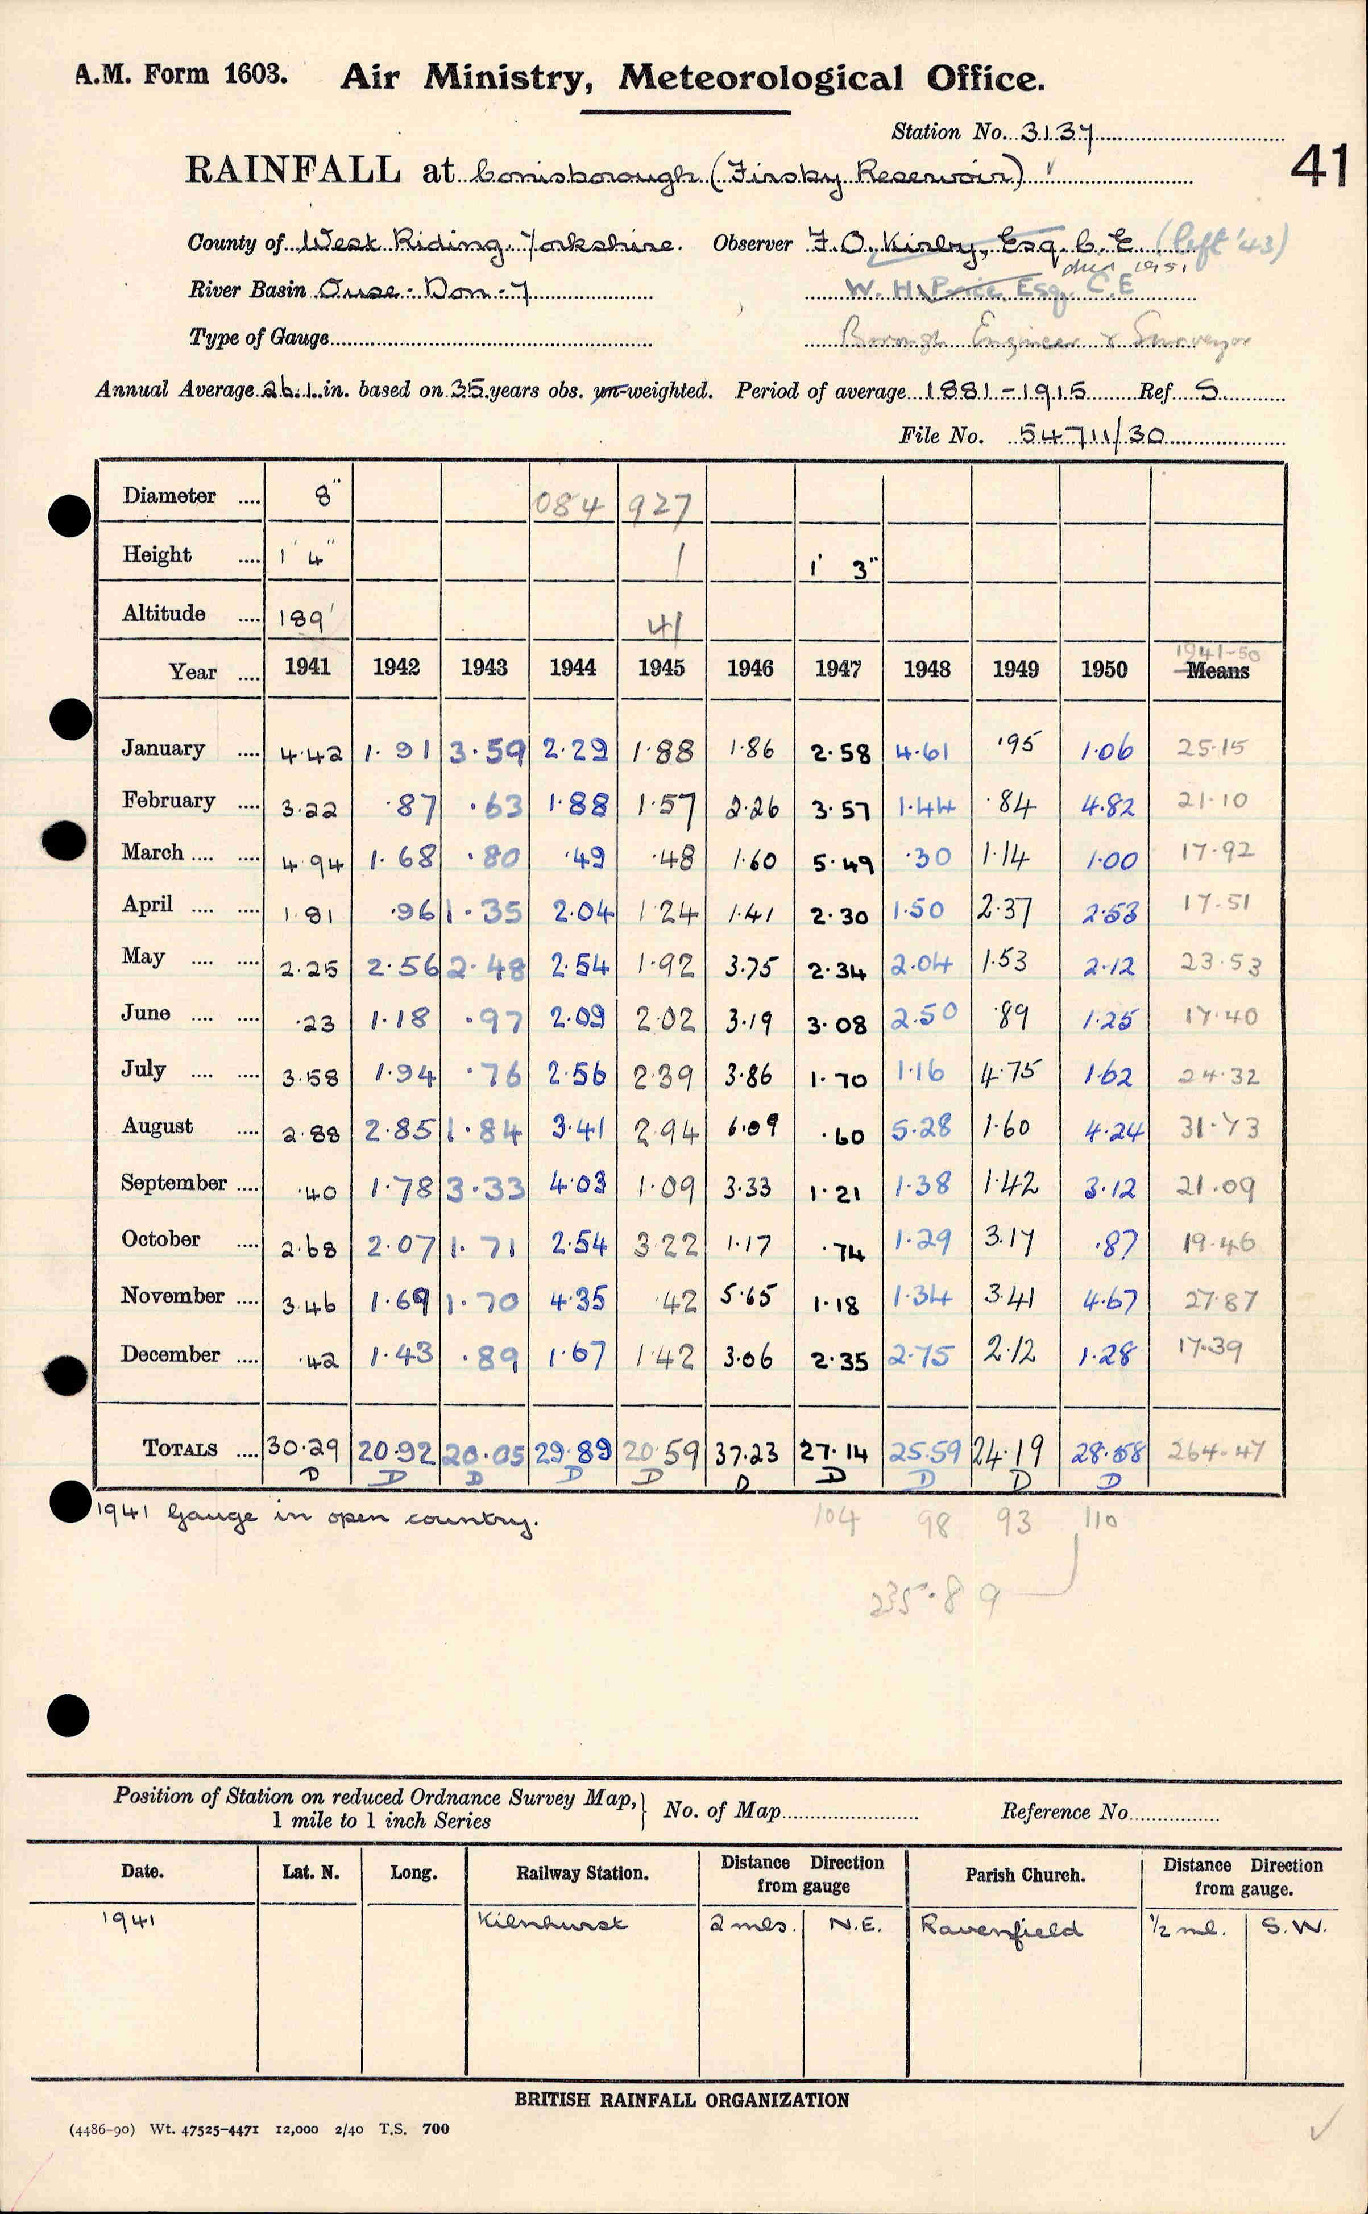 A.M. Form 1603. Air Ministry, Meteorological Office.
Station No. 3137
41
RAINFALL at Conisborough (Firsby Reservoir)
County of West Riding, Yorkshire. Observer F. O. Kirby, Esq. C. E (left '43)
1951
River Basin Ouse - Don - 7 W. H. Price Esq. C.E
Type of Gauge Borough Engineer & Surveyor
Annual Average 26.1 in. based on 35 years obs. un-weighted. Period of average 1881-1915 Ref S
File No. 54711/30
Diameter .... 8" 084 927
Height .... 1' 4" 1 1' 3"
Altitude .... 189' 41
1941-50
Year .... 1941 1942 1943 1944 1945 1946 1947 1948 1949 1950 Means
January .... 4.42 1.91 3.59 2.29 1.88 1.86 2.58 4.61 .95 1.06 25.15
February .... 3.22 .87 .63 1.88 1.57 2.26 3.57 1.44 .84 4.82 21.10
March .... .... 4.94 1.68 .80 .49 .48 1.60 5.49 .30 1.14 1.00 17.92
April .... .... 1.81 .96 1.35 2.04 1.24 1.41 2.30 1.50 2.37 2.53 17.51
May .... .... 2.25 2.56 2.48 2.54 1.92 3.75 2.34 2.04 1.53 2.12 23.53
June .... .... .23 1.18 .97 2.09 2.02 3.19 3.08 2.50 .89 1.25 17.40
July .... .... 3.58 1.94 .76 2.56 2.39 3.86 1.70 1.16 4.75 1.62 24.32
August .... 2.88 2.85 1.84 3.41 2.94 6.09 .60 5.28 1.60 4.24 31.73
September .... .40 1.78 3.33 4.03 1.09 3.33 1.21 1.38 1.42 3.12 21.09
October .... 2.68 2.07 1.71 2.54 3.22 1.17 .74 1.29 3.17 .87 19.46
November .... 3.46 1.69 1.70 4.35 .42 5.65 1.18 1.34 3.41 4.67 27.87
December .... .42 1.43 .89 1.67 1.42 3.06 2.35 2.75 2.12 1.28 17.39
TOTALS .... 30.29 20.92 20.05 29.89 20.59 37.23 27.14 25.59 24.19 28.58 264.47
D D D D D D D D D D
1941 Gauge in open country. 104 98 93 110
235.89
Position of Station on reduced Ordnance Survey Map,} No. of Map Reference No.
1 mile to 1 inch Series
Date. Lat. N. Long. Railway Station. Distance Direction from gauge Parish Church. Distance Direction from gauge.
1941 Kilnhurst 2 mls. N.E. Ravenfield 1/2 ml. S.W.
BRITISH RAINFALL ORGANIZATION
(4486-90) Wt. 47525-4471 12,000 2/40 T.S. 700